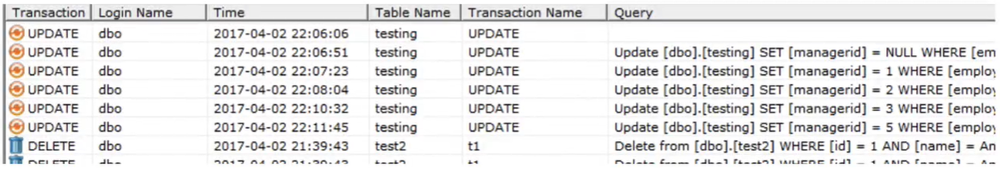 Transaction Login Name Time Table Name Transaction Name Query
UPDATE dbo 2017-04-02 22:06:06 testing UPDATE
UPDATE dbo 2017-04-02 22:06:51 testing UPDATE Update [dbo].[testing] SET [managerid] = NULL WHERE [em
UPDATE dbo 2017-04-02 22:07:23 testing UPDATE Update [dbo].[testing] SET [managerid] = 1 WHERE [employ
UPDATE dbo 2017-04-02 22:08:04 testing UPDATE Update [dbo].[testing] SET [managerid] = 2 WHERE [employ
UPDATE dbo 2017-04-02 22:10:32 testing UPDATE Update [dbo].[testing] SET [managerid] = 3 WHERE [employ
UPDATE dbo 2017-04-02 22:11:45 testing UPDATE Update [dbo].[testing] SET [managerid] = 5 WHERE [employ
DELETE dbo 2017-04-02 21:39:43 test2 t1 Delete from [dbo].[test2] WHERE [id] = 1 AND [name] = An
DELETE dbo 2017-04-02 21:39:43 test2 t1 Delete from [dbo].[test2] WHERE [id] = 1 AND [name] = An